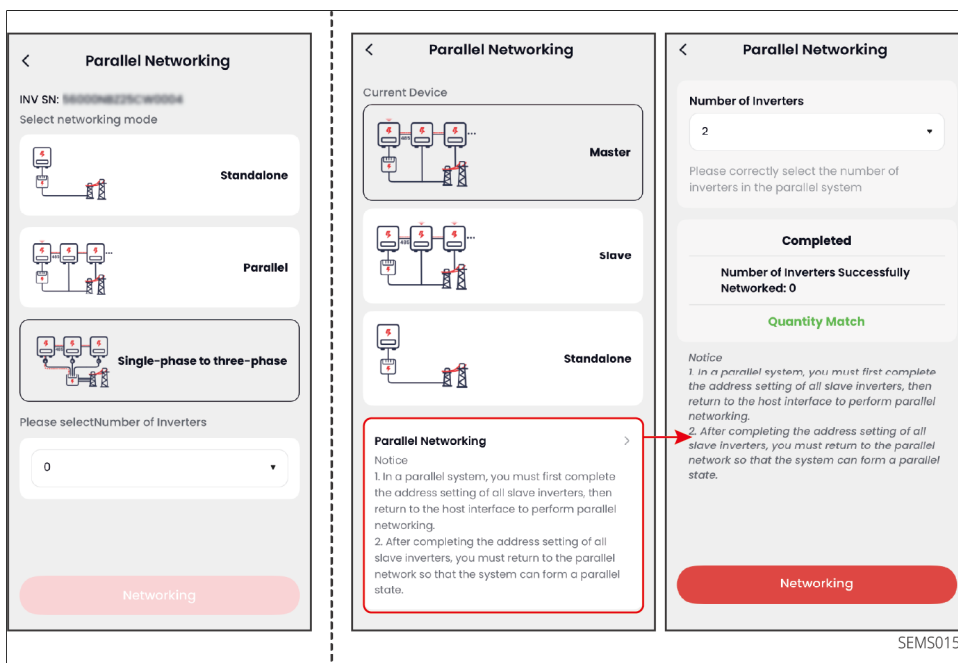 Parallel Networking
INV SN:
Select networking mode
Standalone
485
Parallel
485
Single-phase to three-phase
Please selectNumber of Inverters
0
Networking
Parallel Networking
Current Device
485
Master
485
Slave
Standalone
Parallel Networking
Notice
1. In a parallel system, you must first complete
the address setting of all slave inverters, then
return to the host interface to perform parallel
networking.
2. After completing the address setting of all
slave inverters, you must return to the parallel
network so that the system can form a parallel
state.
Parallel Networking
Number of Inverters
2
Please correctly select the number of
inverters in the parallel system
Completed
Number of Inverters Successfully
Networked: 0
Quantity Match
Notice
1. In a parallel system, you must first complete
the address setting of all slave inverters, then
return to the host interface to perform parallel
networking.
2. After completing the address setting of all
slave inverters, you must return to the parallel
network so that the system can form a parallel
state.
Networking
SEMS015